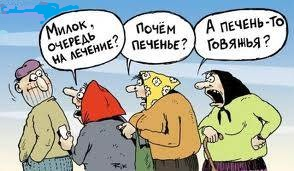 МИЛОК,
ОЧЕРЕДЬ
НА ЛЕЧЕНИЕ?
ПОЧЁМ
ПЕЧЕНЬЕ?
А ПЕЧЕНЬ-ТО
ГОВЯЖЬЯ?